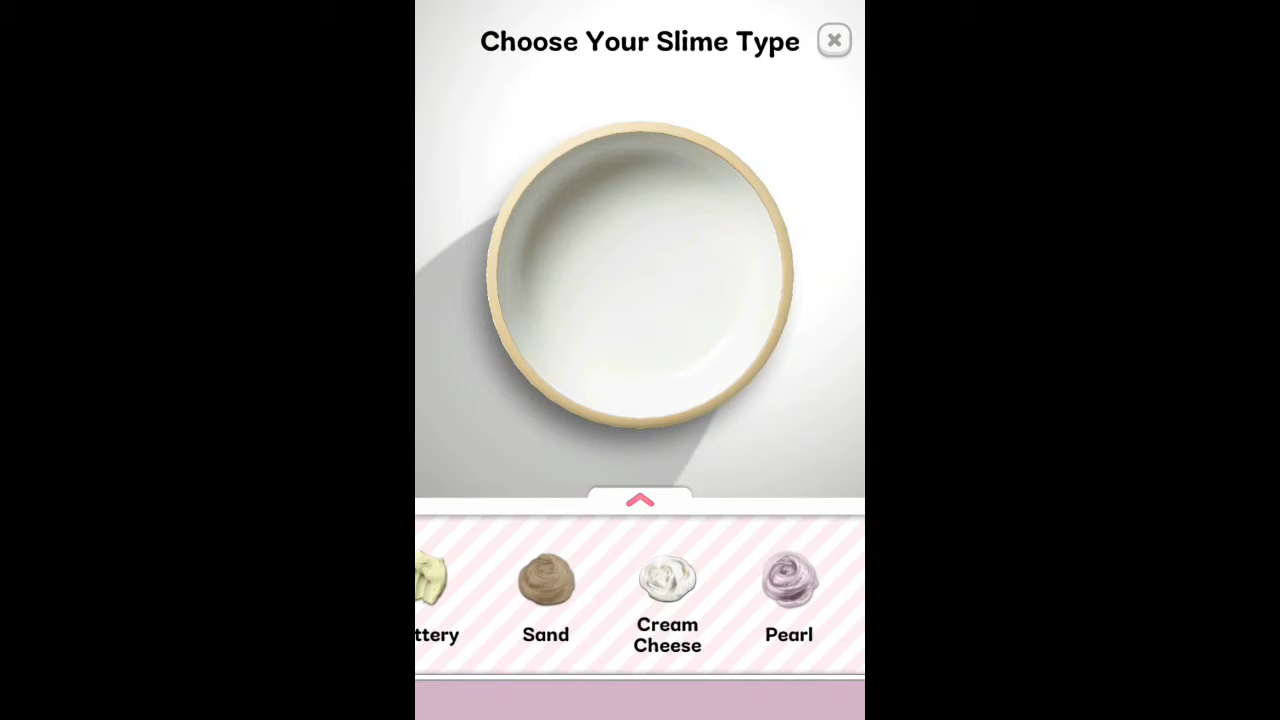 Choose Your Slime Type
ttery
Sand
Cream
Cheese
Pearl